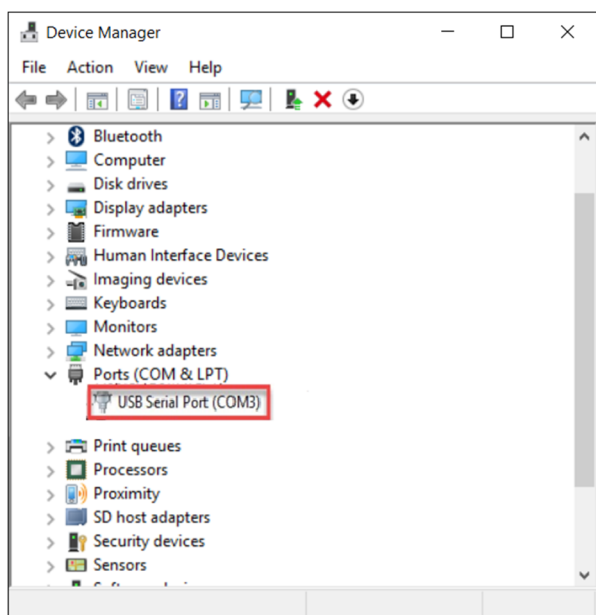 Device Manager
File Action View Help
Bluetooth
Computer
Disk drives
Display adapters
Firmware
Human Interface Devices
Imaging devices
Keyboards
Monitors
Network adapters
Ports (COM & LPT)
USB Serial Port (COM3)
Print queues
Processors
Proximity
SD host adapters
Security devices
Sensors